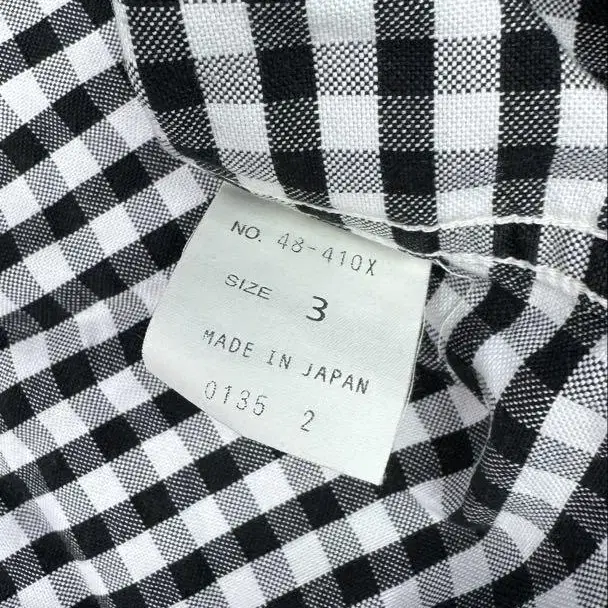 NO. 48-410X
SIZE 3
MADE IN JAPAN
0135 2